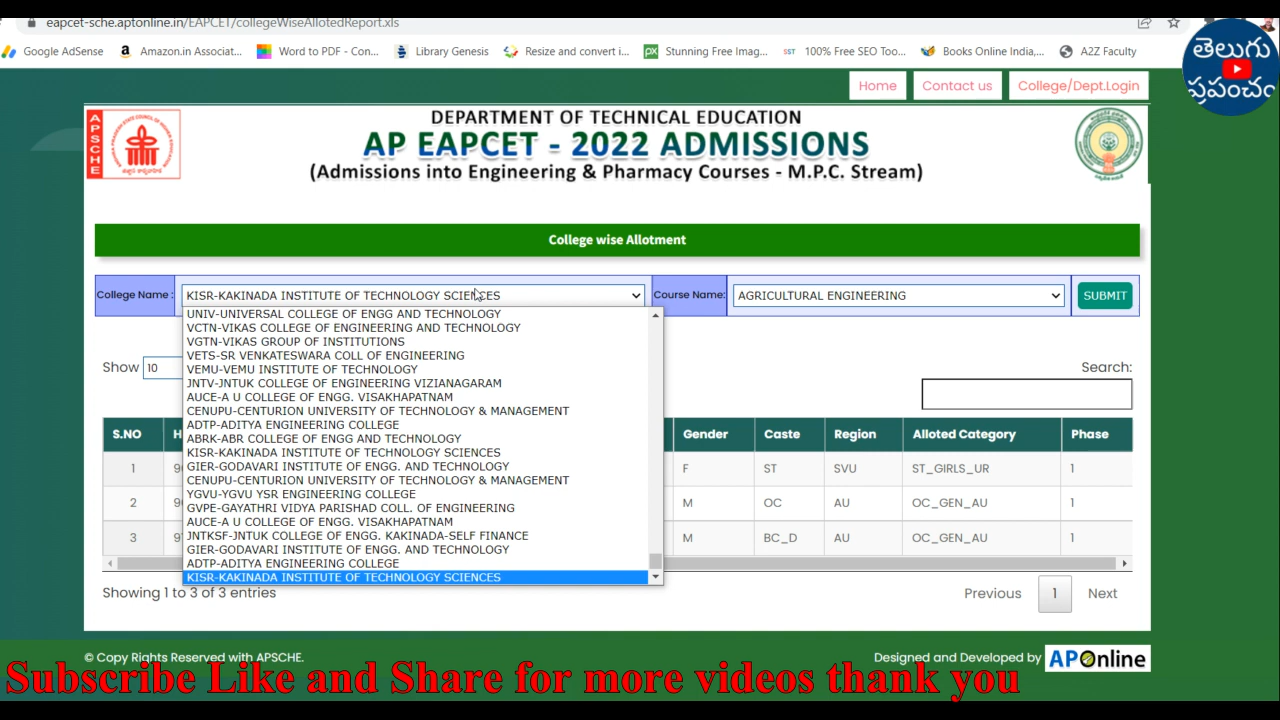 eapcet-sche.aptonline.in/EAPCET/collegeWiseAllotedReport.xls
Google AdSense
Amazon.in Associat...
Word to PDF - Con...
Library Genesis
Resize and convert i...
px Stunning Free Imag...
SST 100% Free SEO Too...
Books Online India,...
A2Z Faculty
తెలుగు
ప్రపంచం
Home
Contact us
College/Dept.Login
APSCHE
DEPARTMENT OF TECHNICAL EDUCATION
AP EAPCET - 2022 ADMISSIONS
(Admissions into Engineering & Pharmacy Courses - M.P.C. Stream)
College wise Allotment
College Name :
KISR-KAKINADA INSTITUTE OF TECHNOLOGY SCIENCES
Course Name:
AGRICULTURAL ENGINEERING
SUBMIT
UNIV-UNIVERSAL COLLEGE OF ENGG AND TECHNOLOGY
VCTN-VIKAS COLLEGE OF ENGINEERING AND TECHNOLOGY
VGTN-VIKAS GROUP OF INSTITUTIONS
VETS-SR VENKATESWARA COLL OF ENGINEERING
VEMU-VEMU INSTITUTE OF TECHNOLOGY
JNTV-JNTUK COLLEGE OF ENGINEERING VIZIANAGARAM
AUCE-A U COLLEGE OF ENGG. VISAKHAPATNAM
CENUPU-CENTURION UNIVERSITY OF TECHNOLOGY & MANAGEMENT
ADTP-ADITYA ENGINEERING COLLEGE
ABRK-ABR COLLEGE OF ENGG AND TECHNOLOGY
KISR-KAKINADA INSTITUTE OF TECHNOLOGY SCIENCES
GIER-GODAVARI INSTITUTE OF ENGG. AND TECHNOLOGY
CENUPU-CENTURION UNIVERSITY OF TECHNOLOGY & MANAGEMENT
YGVU-YGVU YSR ENGINEERING COLLEGE
GVPE-GAYATHRI VIDYA PARISHAD COLL. OF ENGINEERING
AUCE-A U COLLEGE OF ENGG. VISAKHAPATNAM
JNTKSF-JNTUK COLLEGE OF ENGG. KAKINADA-SELF FINANCE
GIER-GODAVARI INSTITUTE OF ENGG. AND TECHNOLOGY
ADTP-ADITYA ENGINEERING COLLEGE
KISR-KAKINADA INSTITUTE OF TECHNOLOGY SCIENCES
Show 10
Search:
S.NO H Gender Caste Region Alloted Category Phase
1 9 F ST SVU ST_GIRLS_UR 1
2 9 M OC AU OC_GEN_AU 1
3 9 M BC_D AU OC_GEN_AU 1
Showing 1 to 3 of 3 entries
Previous 1 Next
© Copy Rights Reserved with APSCHE.
Designed and Developed by APOnline
Subscribe Like and Share for more videos thank you